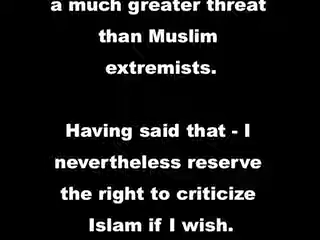 a much greater threat
than Muslim
extremists.
Having said that - I
nevertheless reserve
the right to criticize
Islam if I wish.